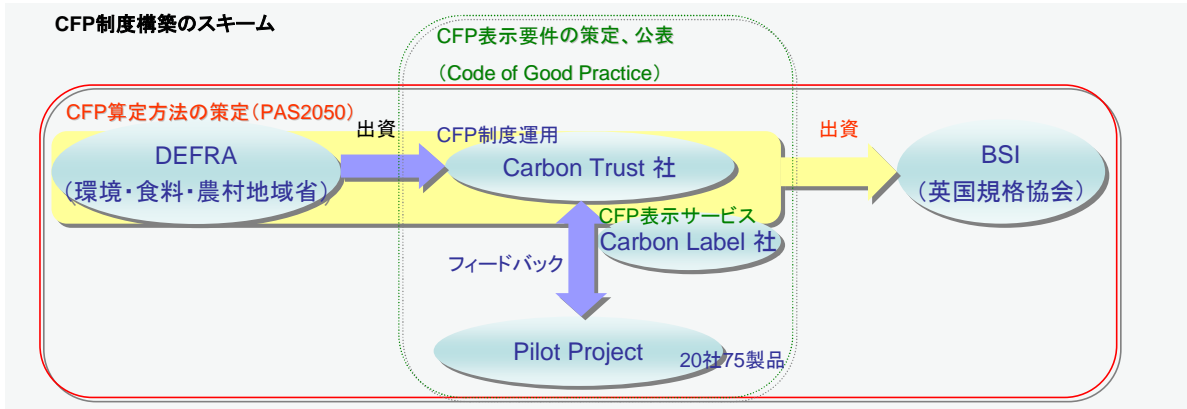 CFP制度構築のスキーム
CFP表示要件の策定、公表
(Code of Good Practice)
CFP算定方法の策定(PAS2050)
出資
CFP制度運用
出資
DEFRA
(環境・食料・農村地域省)
Carbon Trust 社
BSI
(英国規格協会)
CFP表示サービス
Carbon Label 社
フィードバック
Pilot Project
20社75製品